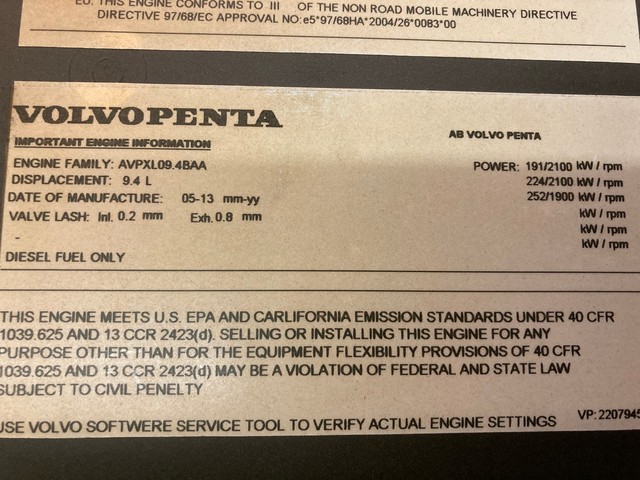 EU: THIS ENGINE CONFORMS TO III OF THE NON ROAD MOBILE MACHINERY DIRECTIVE
DIRECTIVE 97/68/EC APPROVAL NO:e5*97/68HA*2004/26*0083*00
VOLVO PENTA
IMPORTANT ENGINE INFORMATION
AB VOLVO PENTA
ENGINE FAMILY: AVPXL09.4BAA
POWER: 191/2100 kW / rpm
DISPLACEMENT: 9.4 L
224/2100 kW / rpm
DATE OF MANUFACTURE: 05-13 mm-yy
252/1900 kW / rpm
VALVE LASH: Inl. 0.2 mm Exh. 0.8 mm
kW / rpm
-
kW / rpm
kW / rpm
DIESEL FUEL ONLY
THIS ENGINE MEETS U.S. EPA AND CARLIFORNIA EMISSION STANDARDS UNDER 40 CFR
1039.625 AND 13 CCR 2423(d). SELLING OR INSTALLING THIS ENGINE FOR ANY
PURPOSE OTHER THAN FOR THE EQUIPMENT FLEXIBILITY PROVISIONS OF 40 CFR
1039.625 AND 13 CCR 2423(d) MAY BE A VIOLATION OF FEDERAL AND STATE LAW
SUBJECT TO CIVIL PENELTY
VP: 2207945
USE VOLVO SOFTWERE SERVICE TOOL TO VERIFY ACTUAL ENGINE SETTINGS